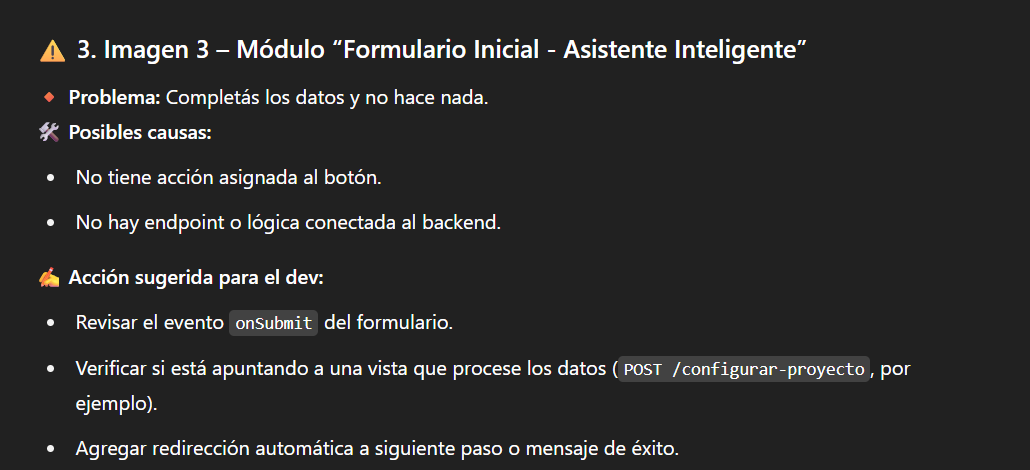 ⚠️ 3. Imagen 3 – Módulo “Formulario Inicial - Asistente Inteligente”
🔸 Problema: Completás los datos y no hace nada.
🛠️ Posibles causas:
• No tiene acción asignada al botón.
• No hay endpoint o lógica conectada al backend.
✍️ Acción sugerida para el dev:
• Revisar el evento onSubmit del formulario.
• Verificar si está apuntando a una vista que procese los datos (POST /configurar-proyecto, por
ejemplo).
• Agregar redirección automática a siguiente paso o mensaje de éxito.